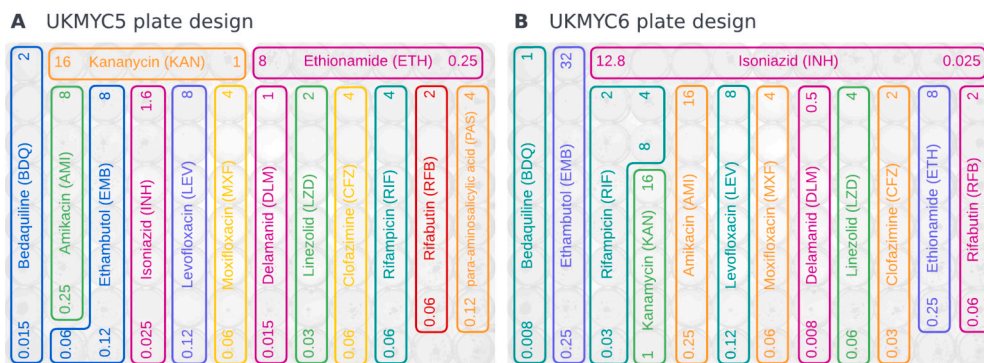 A UKMYC5 plate design
2
16 Kananycin (KAN) 1
8 Ethionamide (ETH) 0.25
8
8
1.6
8
4
1
2
4
4
2
4
Bedaquiline (BDQ)
Amikacin (AMI)
Ethambutol (EMB)
Isoniazid (INH)
Levofloxacin (LEV)
Moxifloxacin (MXF)
Delamanid (DLM)
Linezolid (LZD)
Clofazimine (CFZ)
Rifampicin (RIF)
Rifabutin (RFB)
para-aminosalicylic acid (PAS)
0.25
0.06
0.12
0.015
0.06
0.12
0.025
0.12
0.06
0.015
0.03
0.06
0.06
B UKMYC6 plate design
1
32
12.8 Isoniazid (INH) 0.025
2
4
16
8
4
0.5
4
2
8
2
8
16
Bedaquiline (BDQ)
Ethambutol (EMB)
Rifampicin (RIF)
Kanamycin (KAN)
Amikacin (AMI)
Levofloxacin (LEV)
Moxifloxacin (MXF)
Delamanid (DLM)
Linezolid (LZD)
Clofazimine (CFZ)
Ethionamide (ETH)
Rifabutin (RFB)
0.25
0.008
0.25
0.03
1
0.25
0.12
0.06
0.008
0.06
0.03
0.06